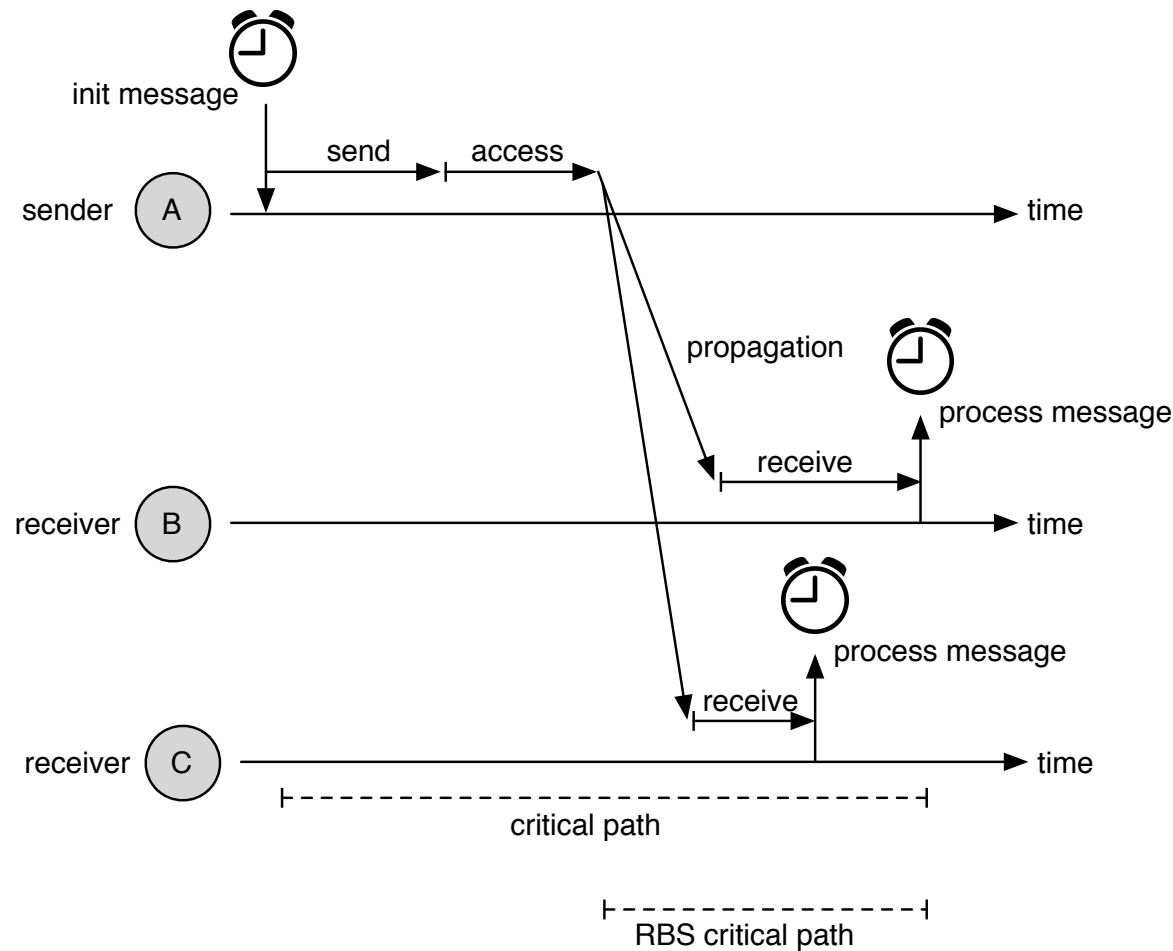 init message
send
access
sender
A
time
propagation
process message
receive
receiver
B
time
process message
receive
receiver
C
time
critical path
RBS critical path